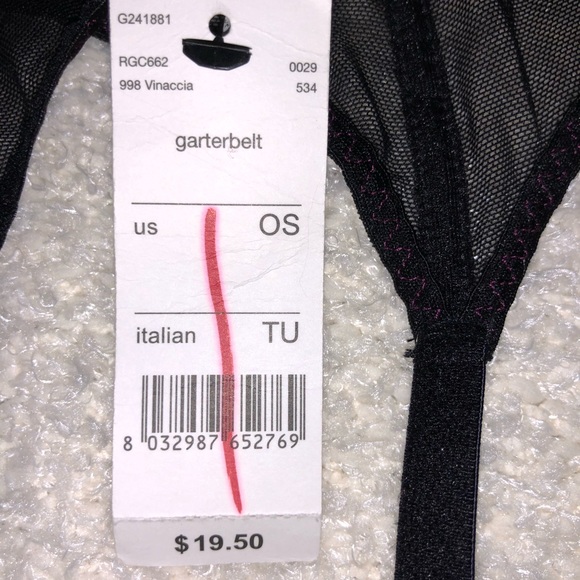 G241881
RGC662 0029
998 Vinaccia 534
garterbelt
us OS
italian TU
8 032987 652769
$19.50